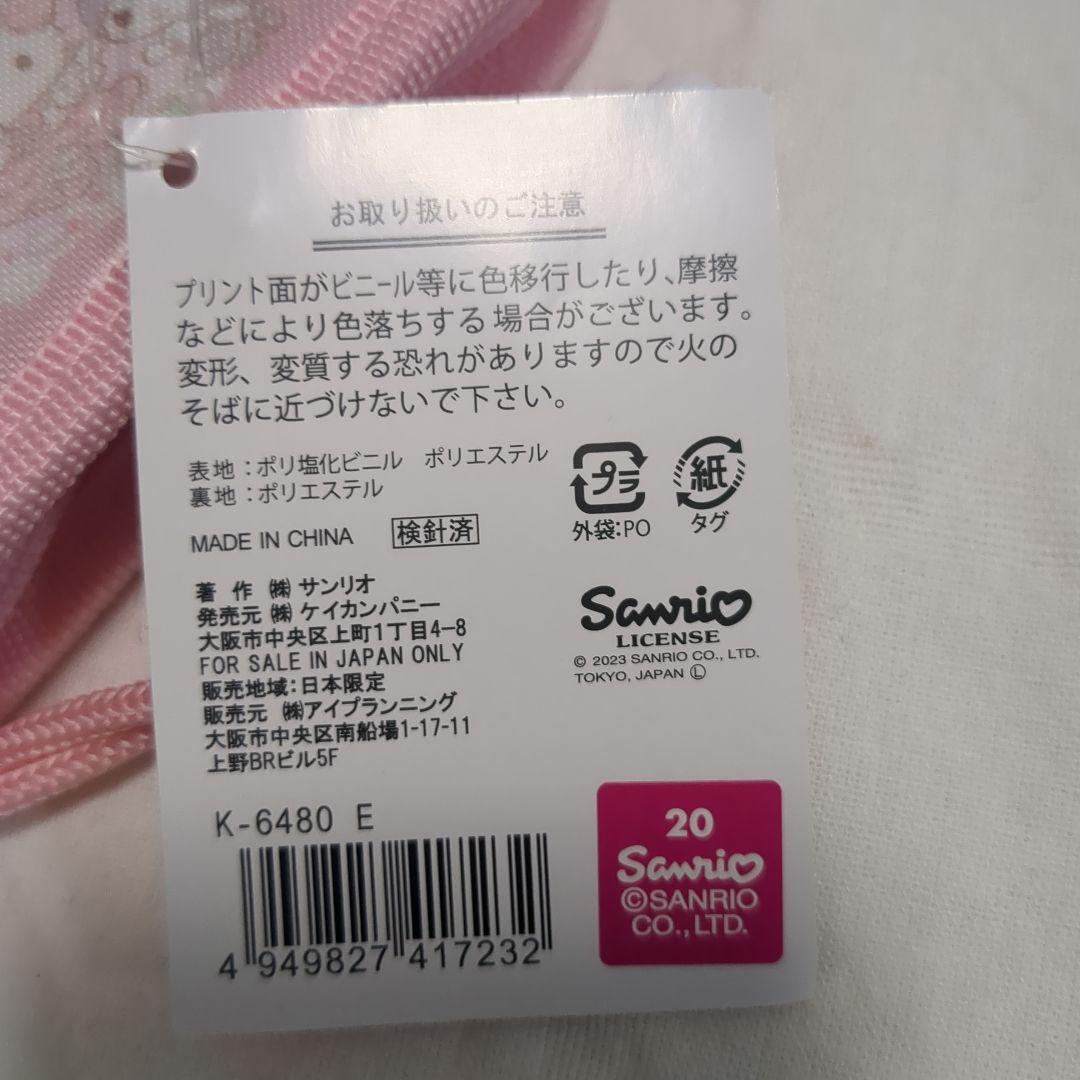 お取り扱いのご注意
プリント面がビニール等に色移行したり、摩擦
などにより色落ちする場合がございます。
変形、変質する恐れがありますので火の
そばに近づけないで下さい。
表地:ポリ塩化ビニル ポリエステル
裏地:ポリエステル
プラ
外袋:PO
紙
タグ
MADE IN CHINA 検針済
著 作 ㈱ サンリオ
発売元 ㈱ ケイカンパニー
大阪市中央区上町1丁目4-8
FOR SALE IN JAPAN ONLY
販売地域:日本限定
販売元 ㈱アイプランニング
大阪市中央区南船場1-17-11
上野BRビル5F
Sanrio
LICENSE
© 2023 SANRIO CO., LTD.
TOKYO, JAPAN Ⓛ
K-6480 E
4 949827 417232
20
Sanrio
©SANRIO
CO.,LTD.